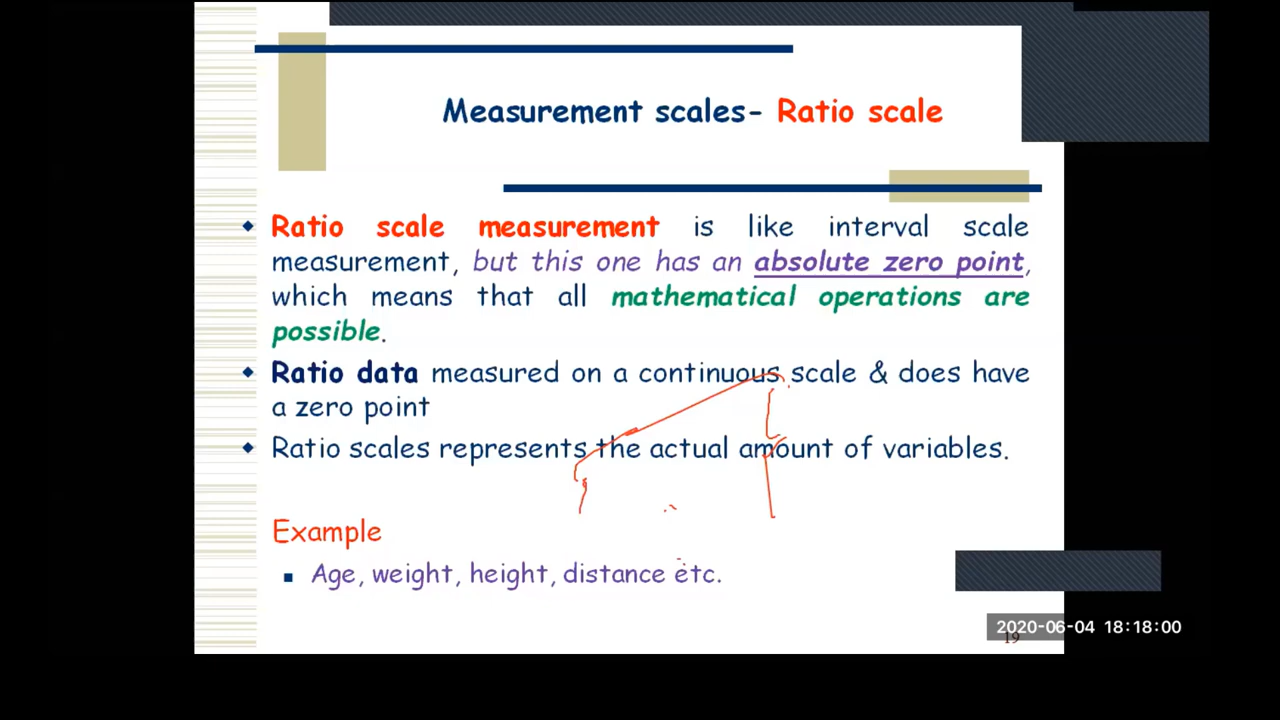 Measurement scales- Ratio scale
Ratio scale measurement is like interval scale
measurement, but this one has an absolute zero point,
which means that all mathematical operations are
possible.
Ratio data measured on a continuous scale & does have
a zero point
Ratio scales represents the actual amount of variables.
Example
Age, weight, height, distance etc.
2020-06-04 18:18:00
19